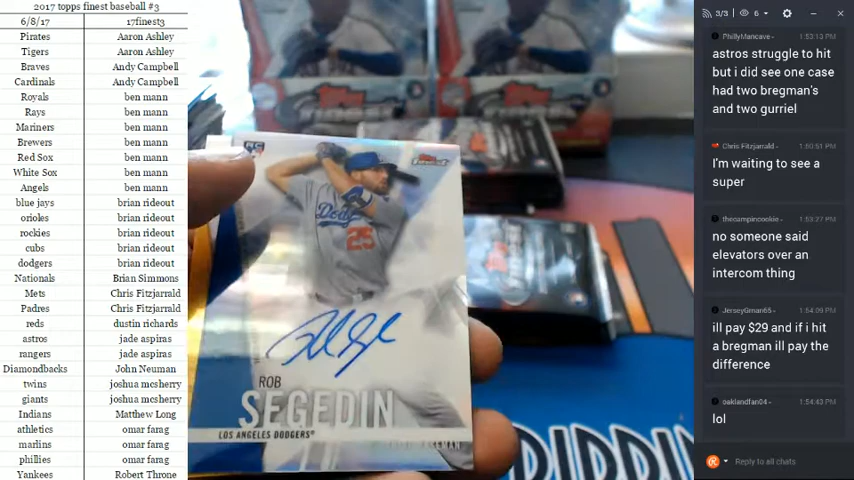 2017 topps finest baseball #3
6/8/17 17finest3
Pirates Aaron Ashley
Tigers Aaron Ashley
Braves Andy Campbell
Cardinals Andy Campbell
Royals ben mann
Rays ben mann
Mariners ben mann
Brewers ben mann
Red Sox ben mann
White Sox ben mann
Angels ben mann
blue jays brian rideout
orioles brian rideout
rockies brian rideout
cubs brian rideout
dodgers brian rideout
Nationals Brian Simmons
Mets Chris Fitzjarrald
Padres Chris Fitzjarrald
reds dustin richards
astros jade aspiras
rangers jade aspiras
Diamondbacks John Neuman
twins joshua mcsherry
giants joshua mcsherry
Indians Matthew Long
athletics omar farag
marlins omar farag
phillies omar farag
Yankees Robert Throne
RC
Topps
Finest
Dodgers
25
ROB
SEGEDIN
LOS ANGELES DODGERS
Finest
3/3 6
PhillyMancave - 1:53:13 PM
astros struggle to hit
but i did see one case
had two bregman's
and two gurriel
Chris Fitzjarrald - 1:50:51 PM
I'm waiting to see a
super
thecampincookie - 1:53:27 PM
no someone said
elevators over an
intercom thing
JerseyGman65 - 1:54:09 PM
ill pay $29 and if i hit
a bregman ill pay the
difference
oaklandfan04 - 1:54:43 PM
lol
Reply to all chats